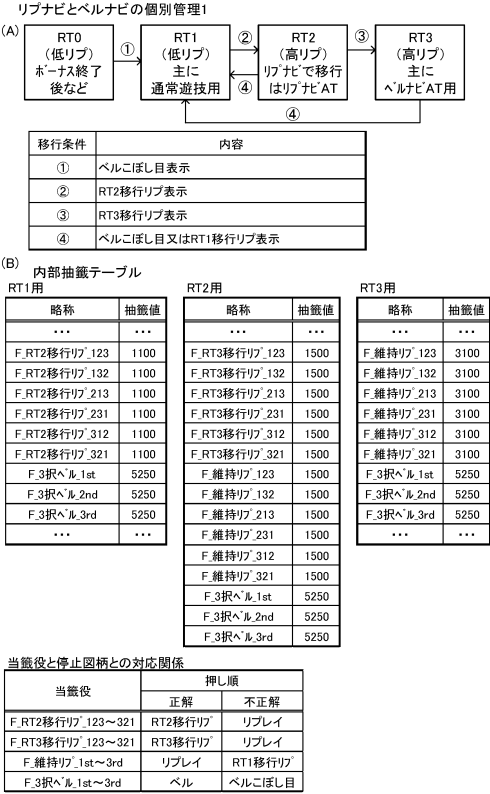 リプナビとベルナビの個別管理1
(A)
RT0 RT1 RT2 RT3
(低リプ) ① (低リプ) ② (高リプ) ③ (高リプ)
ボーナス終了 主に リプナビで移行 主に
後など 通常遊技用 ④ はリプナビAT ベルナビAT用
④
移行条件 内容
① ベルこぼし目表示
② RT2移行リプ表示
③ RT3移行リプ表示
④ ベルこぼし目又はRT1移行リプ表示
(B)
内部抽籤テーブル
RT1用
略称 抽籤値
… …
F_RT2移行リプ_123 1100
F_RT2移行リプ_132 1100
F_RT2移行リプ_213 1100
F_RT2移行リプ_231 1100
F_RT2移行リプ_312 1100
F_RT2移行リプ_321 1100
F_3択ベル_1st 5250
F_3択ベル_2nd 5250
F_3択ベル_3rd 5250
… …
RT2用
略称 抽籤値
… …
F_RT3移行リプ_123 1500
F_RT3移行リプ_132 1500
F_RT3移行リプ_213 1500
F_RT3移行リプ_231 1500
F_RT3移行リプ_312 1500
F_RT3移行リプ_321 1500
F_維持リプ_123 1500
F_維持リプ_132 1500
F_維持リプ_213 1500
F_維持リプ_231 1500
F_維持リプ_312 1500
F_維持リプ_321 1500
F_3択ベル_1st 5250
F_3択ベル_2nd 5250
F_3択ベル_3rd 5250
RT3用
略称 抽籤値
… …
F_維持リプ_123 3100
F_維持リプ_132 3100
F_維持リプ_213 3100
F_維持リプ_231 3100
F_維持リプ_312 3100
F_維持リプ_321 3100
F_3択ベル_1st 5250
F_3択ベル_2nd 5250
F_3択ベル_3rd 5250
… …
当籤役と停止図柄との対応関係
当籤役 押し順
正解 不正解
F_RT2移行リプ_123～321 RT2移行リプ リプレイ
F_RT3移行リプ_123～321 RT3移行リプ リプレイ
F_維持リプ_1st～3rd リプレイ RT1移行リプ
F_3択ベル_1st～3rd ベル ベルこぼし目